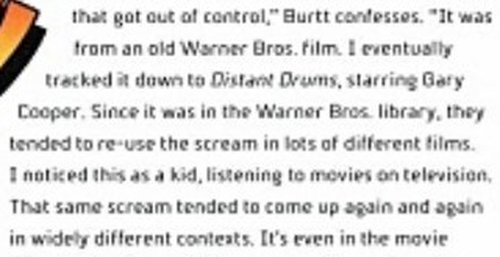 that got out of control," Burtt confesses. "It was
from an old Warner Bros. film. I eventually
tracked it down to Distant Drums, starring Gary
Cooper. Since it was in the Warner Bros. library, they
tended to re-use the scream in lots of different films.
I noticed this as a kid, listening to movies on television.
That same scream tended to come up again and again
in widely different contexts. It's even in the movie